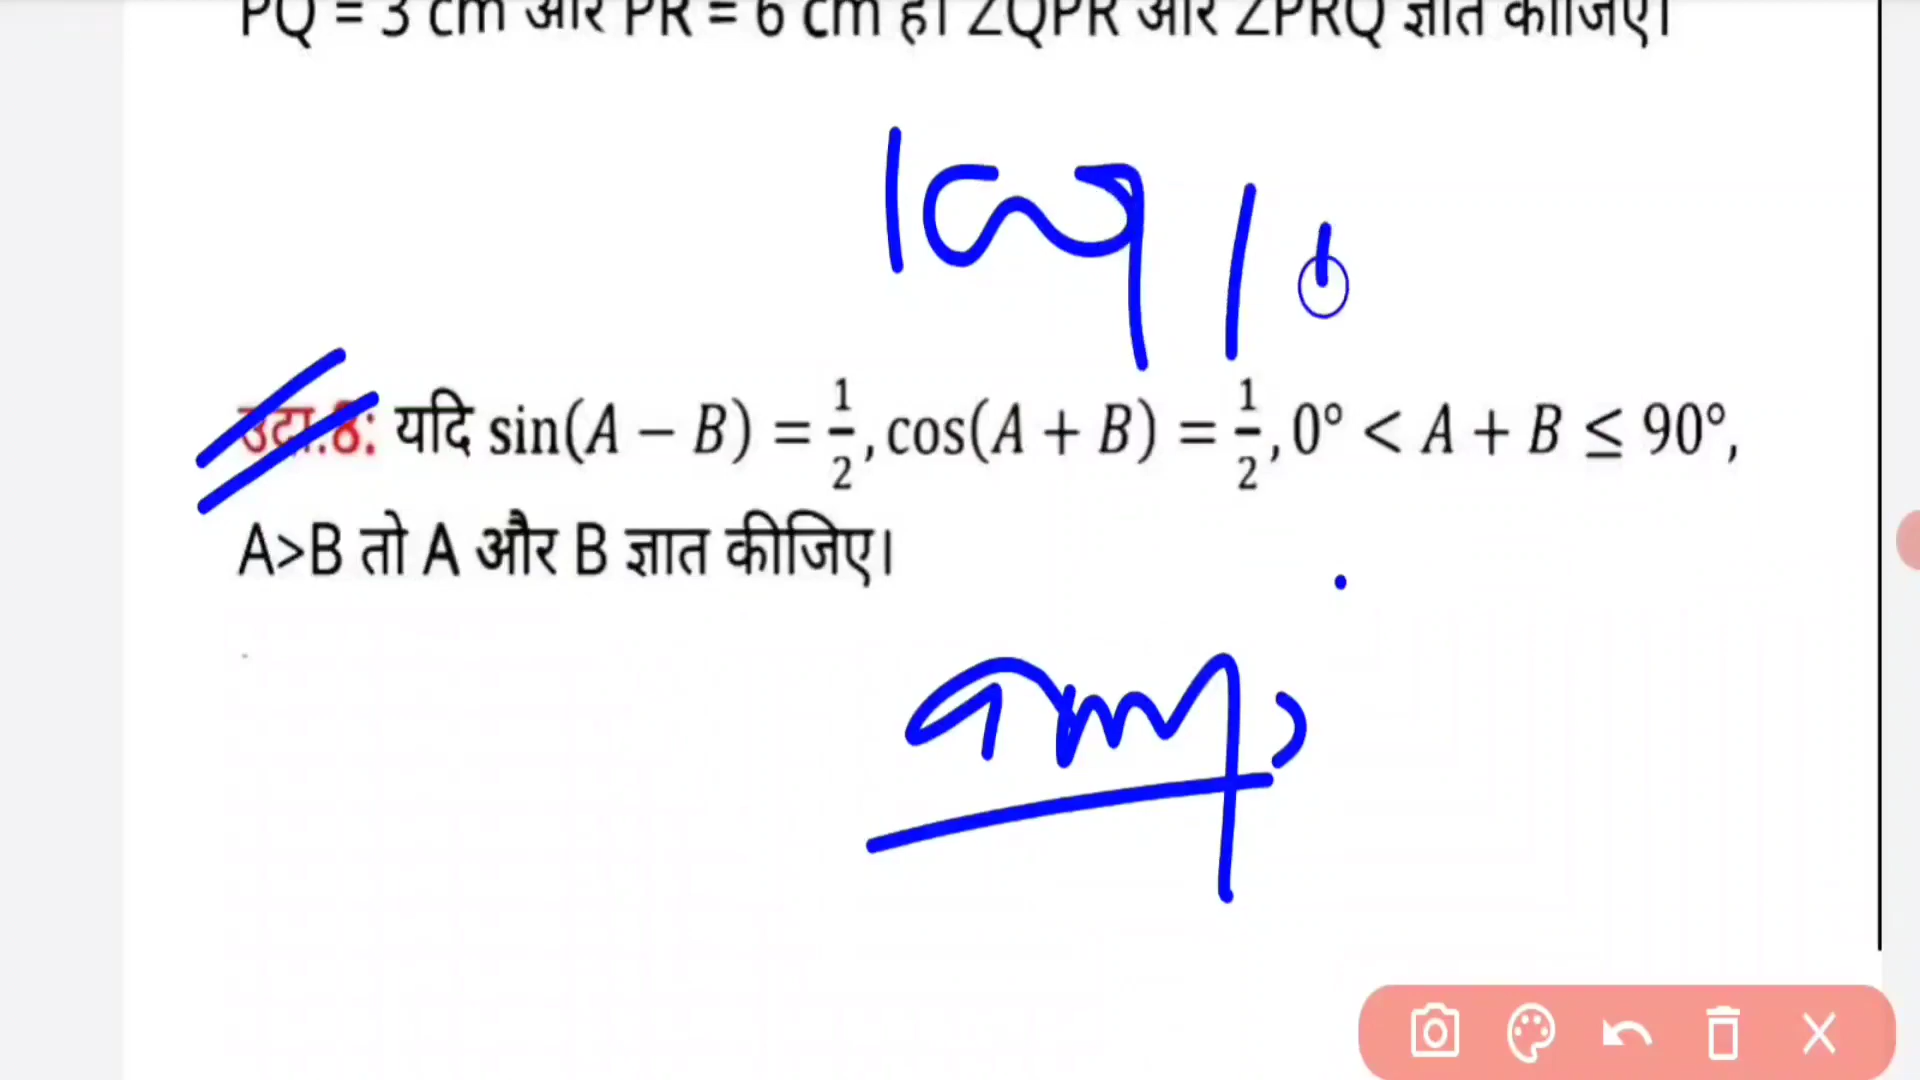 PQ = 3 cm और PR = 6 cm है। ∠QPR और ∠PRQ ज्ञात कीजिए।
उदा.8: यदि sin(A − B) = 1/2, cos(A + B) = 1/2, 0° < A + B ≤ 90°,
A>B तो A और B ज्ञात कीजिए।